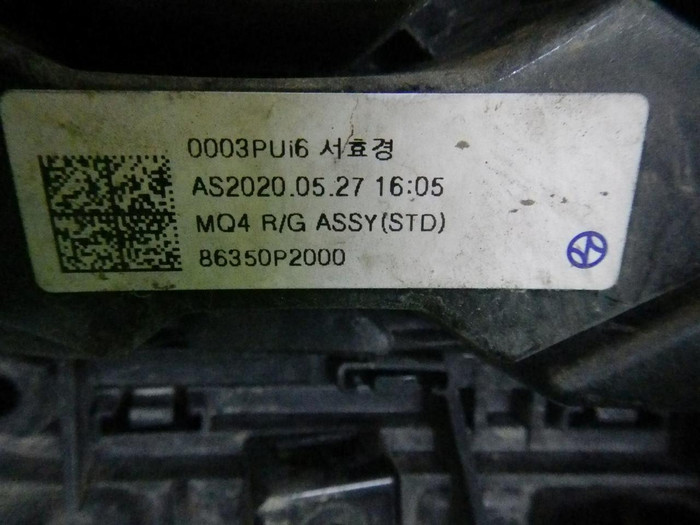 0003PUi6 서효경
AS2020.05.27 16:05
MQ4 R/G ASSY(STD)
86350P2000